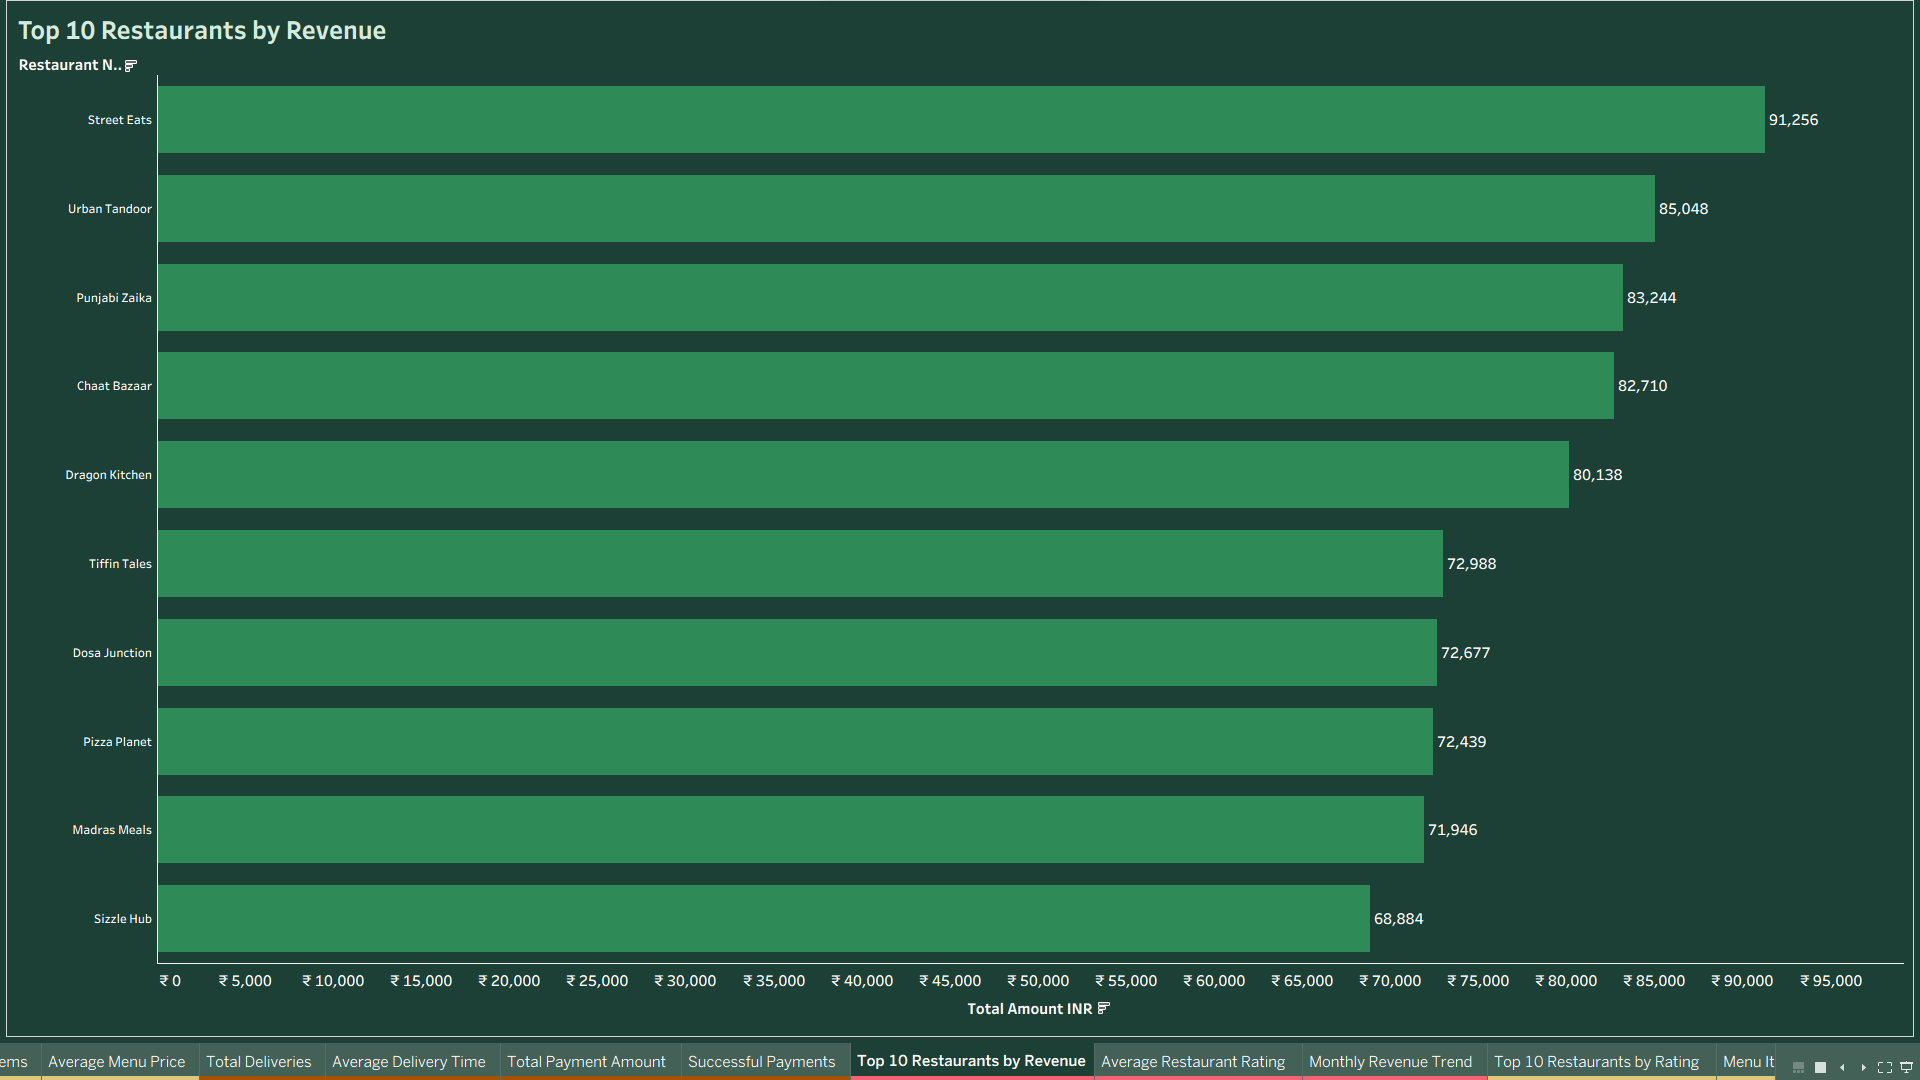 Top 10 Restaurants by Revenue
Restaurant N..
Street Eats 91,256
Urban Tandoor 85,048
Punjabi Zaika 83,244
Chaat Bazaar 82,710
Dragon Kitchen 80,138
Tiffin Tales 72,988
Dosa Junction 72,677
Pizza Planet 72,439
Madras Meals 71,946
Sizzle Hub 68,884
₹ 0 ₹ 5,000 ₹ 10,000 ₹ 15,000 ₹ 20,000 ₹ 25,000 ₹ 30,000 ₹ 35,000 ₹ 40,000 ₹ 45,000 ₹ 50,000 ₹ 55,000 ₹ 60,000 ₹ 65,000 ₹ 70,000 ₹ 75,000 ₹ 80,000 ₹ 85,000 ₹ 90,000 ₹ 95,000
Total Amount INR
ems Average Menu Price Total Deliveries Average Delivery Time Total Payment Amount Successful Payments Top 10 Restaurants by Revenue Average Restaurant Rating Monthly Revenue Trend Top 10 Restaurants by Rating Menu It